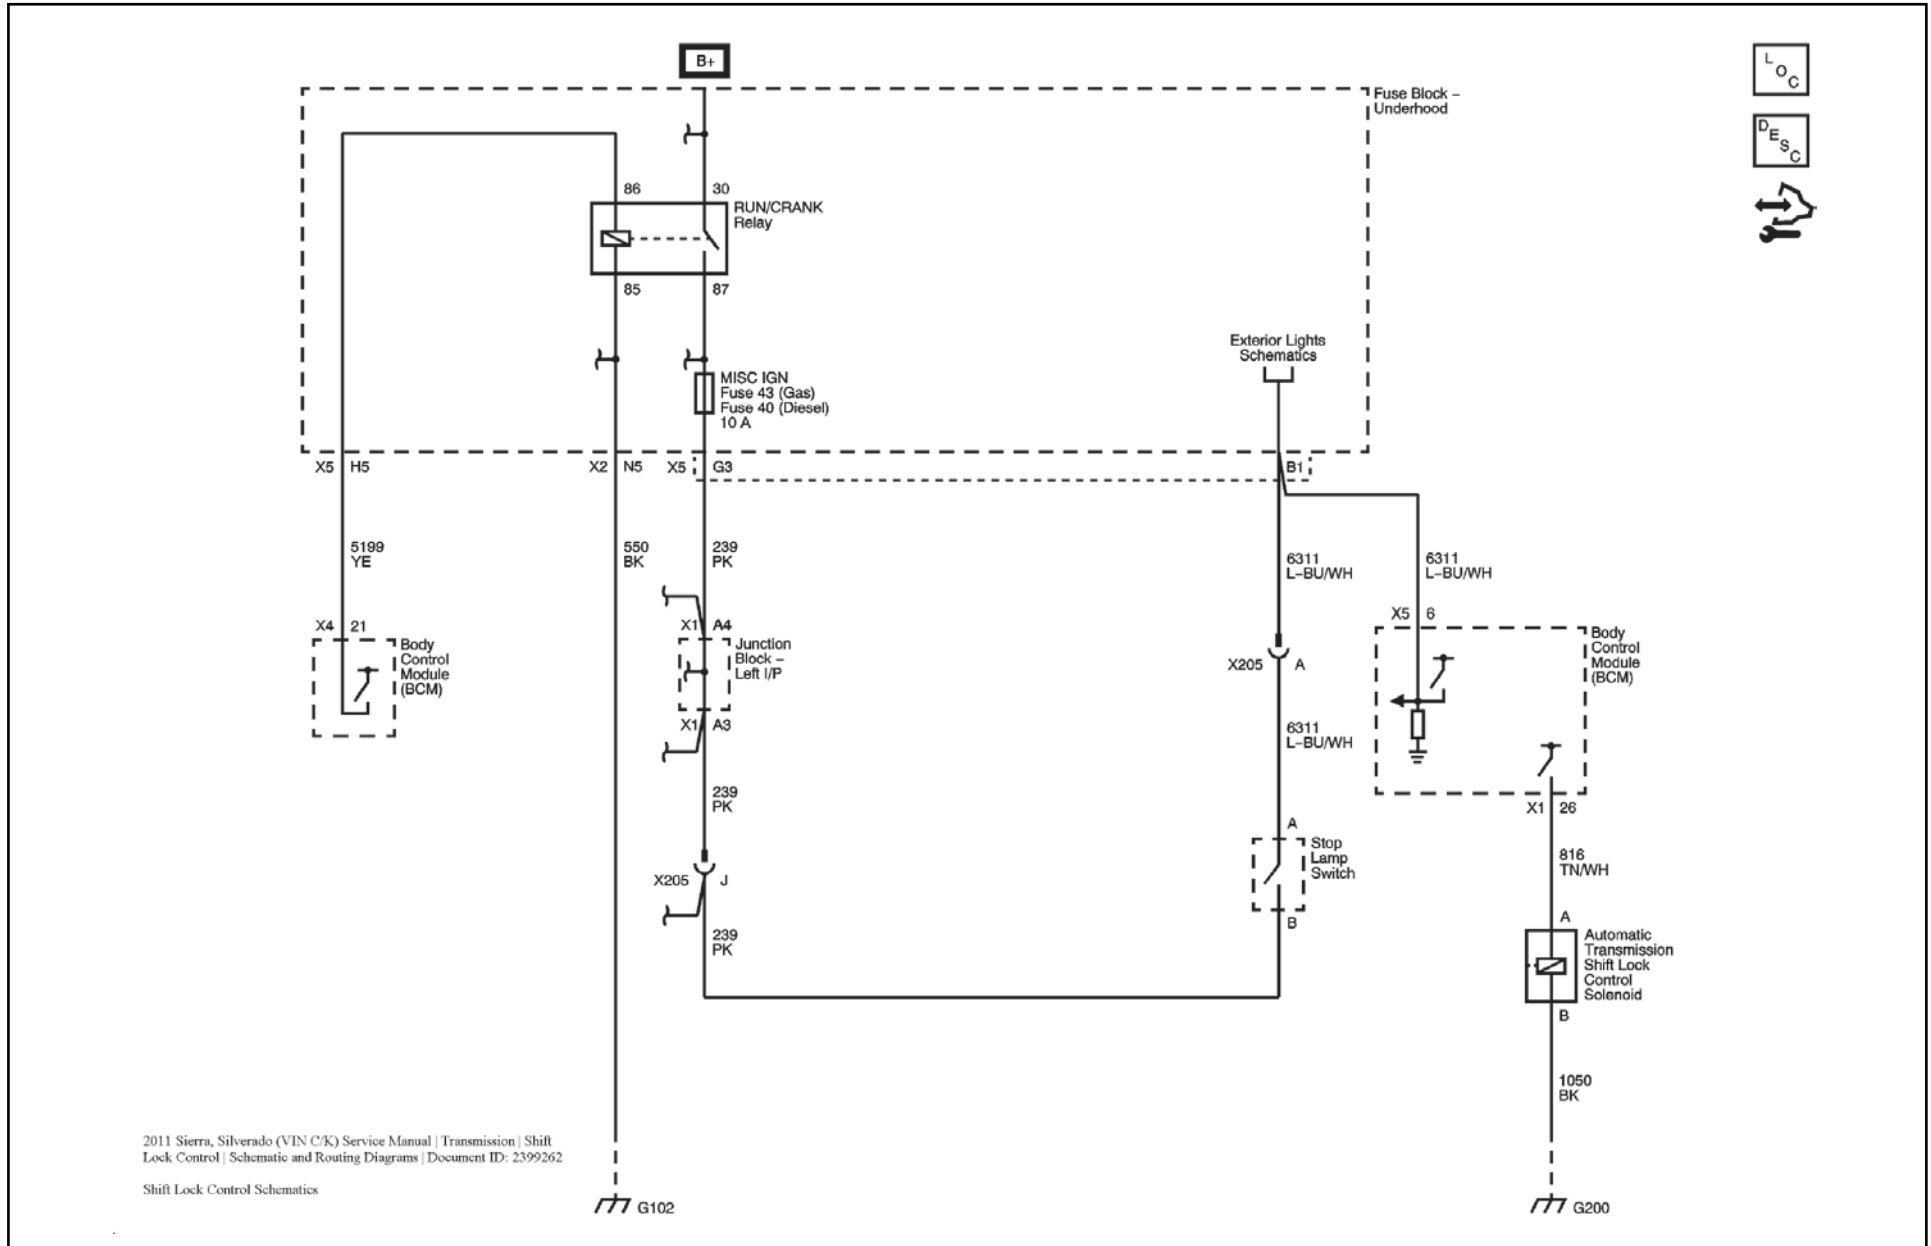 B+
L O C
D E S C
Fuse Block –
Underhood
86
30
RUN/CRANK
Relay
85
87
Exterior Lights
Schematics
MISC IGN
Fuse 43 (Gas)
Fuse 40 (Diesel)
10 A
X5 H5
X2 N5
X5 G3
B1
5199
YE
550
BK
239
PK
6311
L–BU/WH
6311
L–BU/WH
X5 6
X4 21
Body
Control
Module
(BCM)
X1 A4
Junction
Block –
Left I/P
X1 A3
X205 A
Body
Control
Module
(BCM)
6311
L–BU/WH
239
PK
X1 26
A
Stop
Lamp
Switch
B
816
TN/WH
X205 J
239
PK
A
Automatic
Transmission
Shift Lock
Control
Solenoid
B
1050
BK
2011 Sierra, Silverado (VIN C/K) Service Manual | Transmission | Shift
Lock Control | Schematic and Routing Diagrams | Document ID: 2399262
Shift Lock Control Schematics
G102
G200